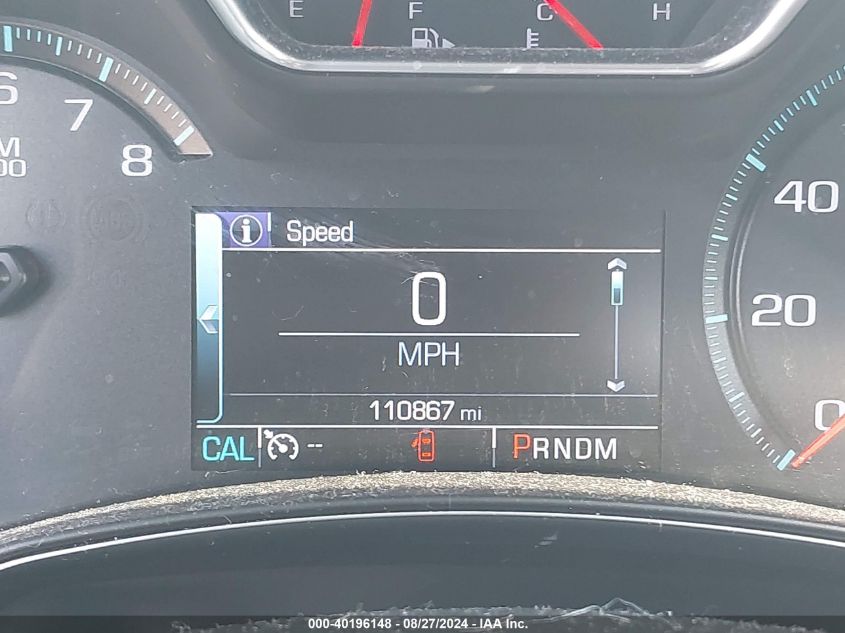 E F C H
6
7
8
40
20
0
i Speed
0
MPH
110867 mi
CAL -- PRNDM
000-40196148 - 08/27/2024 - IAA Inc.